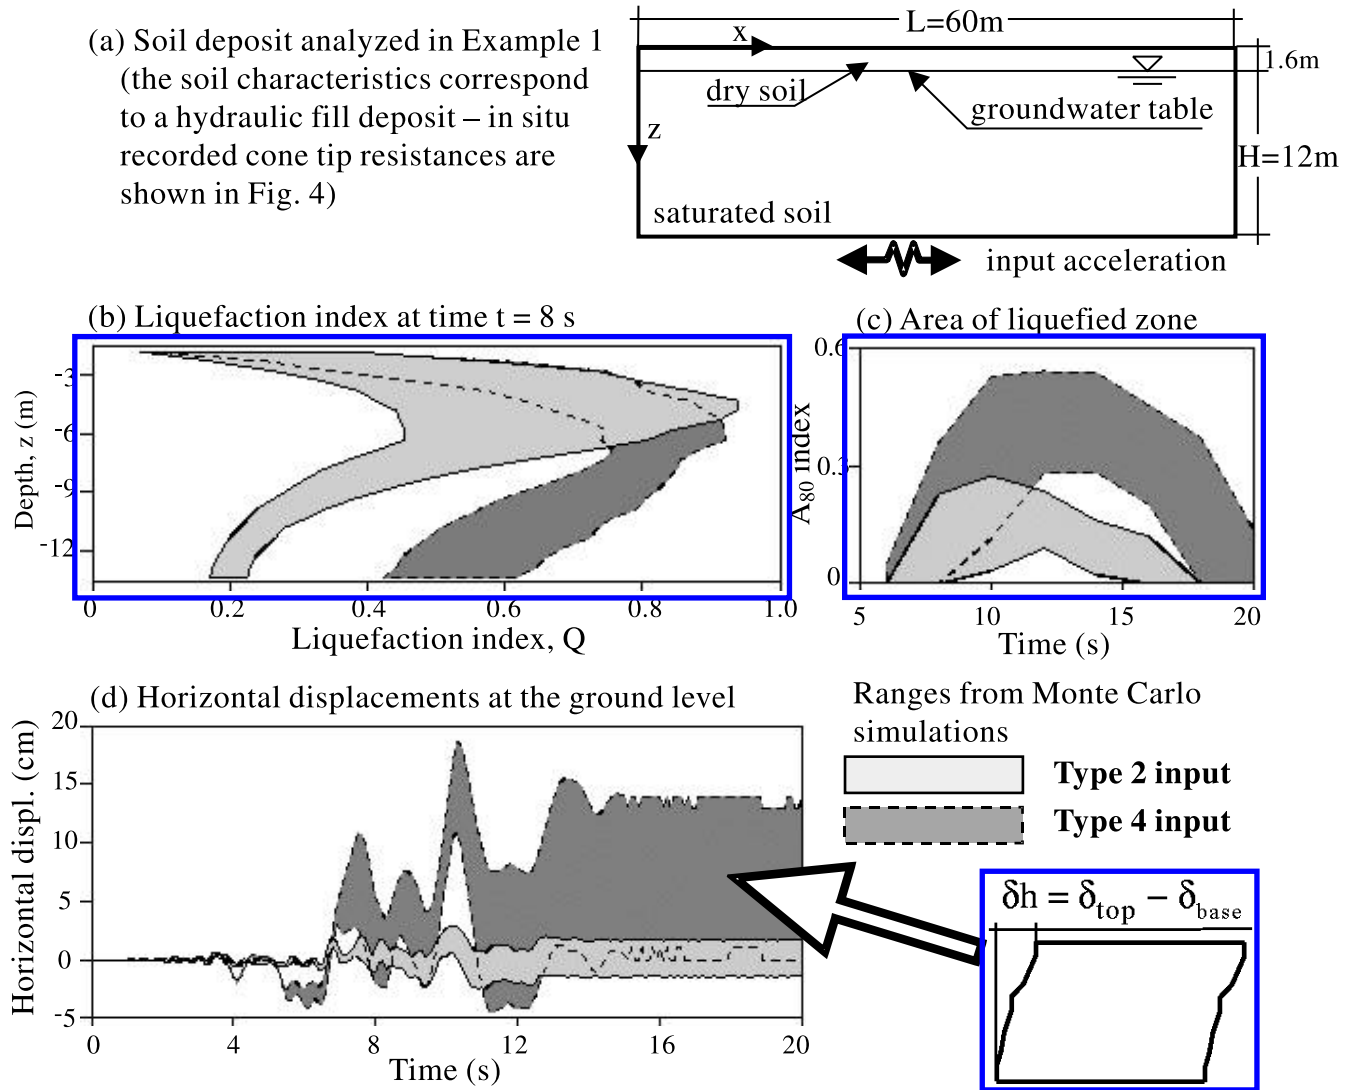 (a) Soil deposit analyzed in Example 1
(the soil characteristics correspond
to a hydraulic fill deposit – in situ
recorded cone tip resistances are
shown in Fig. 4)
L=60m
x
1.6m
dry soil
groundwater table
z
H=12m
saturated soil
input acceleration
(b) Liquefaction index at time t = 8 s
Depth, z (m)
-3
-6
-9
-12
0 0.2 0.4 0.6 0.8 1.0
Liquefaction index, Q
(c) Area of liquefied zone
A80 index
0.6
0.3
0
5 10 15 20
Time (s)
(d) Horizontal displacements at the ground level
Horizontal displ. (cm)
20
15
10
5
0
-5
0 4 8 12 16 20
Time (s)
Ranges from Monte Carlo
simulations
Type 2 input
Type 4 input
δh = δtop − δbase